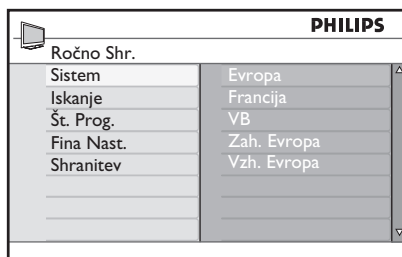 PHILIPS
Ročno Shr.
Sistem
Iskanje
Št. Prog.
Fina Nast.
Shranitev
Evropa
Francija
VB
Zah. Evropa
Vzh. Evropa